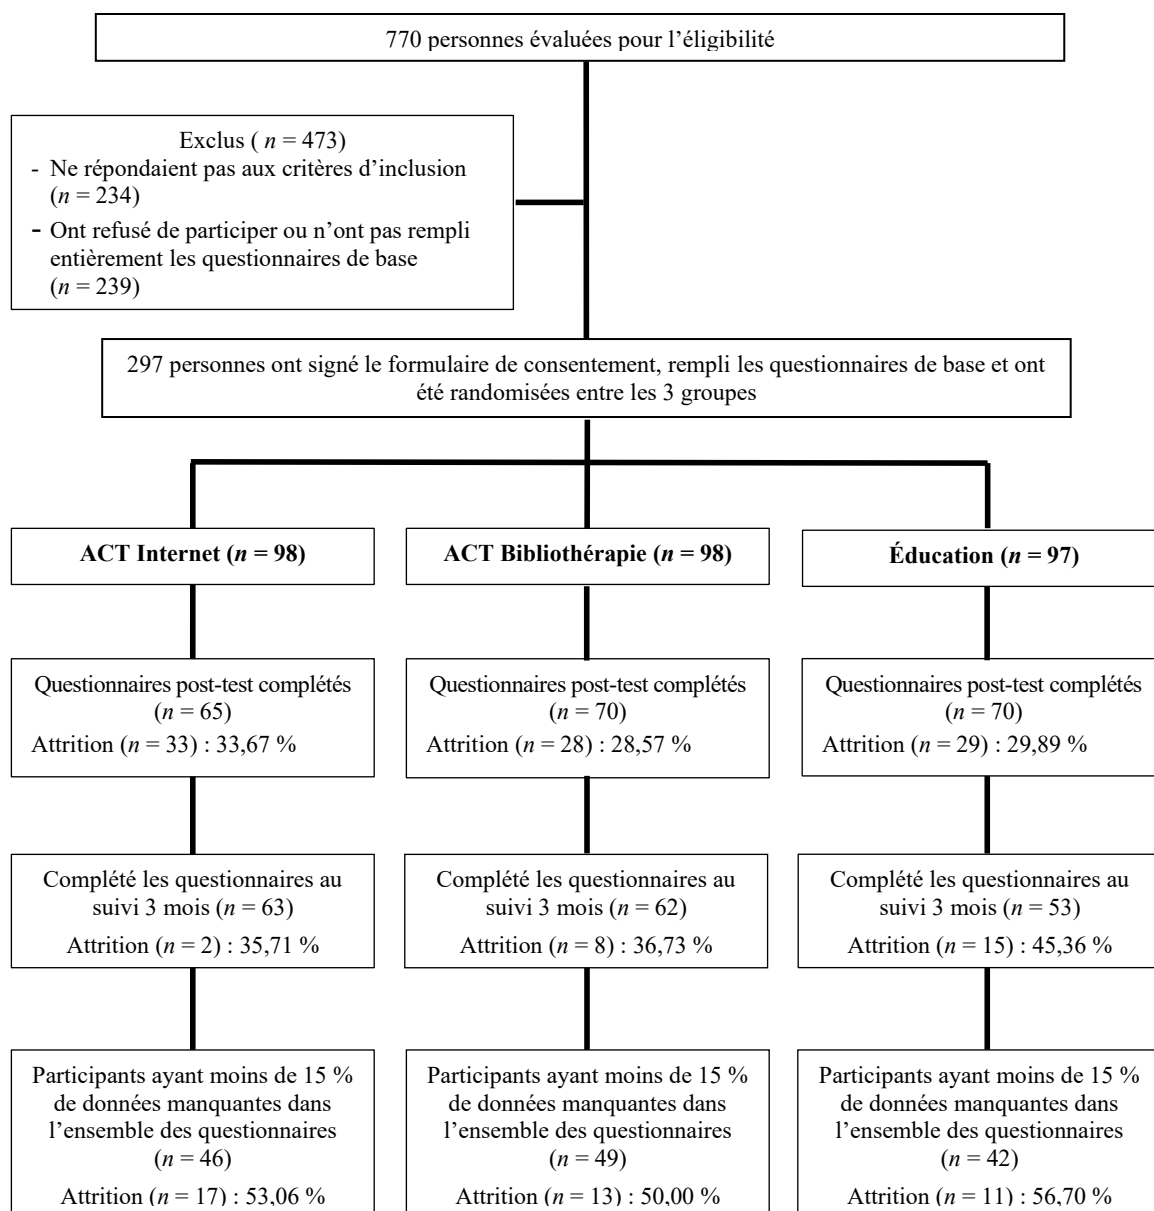 770 personnes évaluées pour l’éligibilité
Exclus ( n = 473)
- Ne répondaient pas aux critères d’inclusion
(n = 234)
- Ont refusé de participer ou n’ont pas rempli
entièrement les questionnaires de base
(n = 239)
297 personnes ont signé le formulaire de consentement, rempli les questionnaires de base et ont
été randomisées entre les 3 groupes
ACT Internet (n = 98)
ACT Bibliothérapie (n = 98)
Éducation (n = 97)
Questionnaires post-test complétés
(n = 65)
Attrition (n = 33) : 33,67 %
Questionnaires post-test complétés
(n = 70)
Attrition (n = 28) : 28,57 %
Questionnaires post-test complétés
(n = 70)
Attrition (n = 29) : 29,89 %
Complété les questionnaires au
suivi 3 mois (n = 63)
Attrition (n = 2) : 35,71 %
Complété les questionnaires au
suivi 3 mois (n = 62)
Attrition (n = 8) : 36,73 %
Complété les questionnaires au
suivi 3 mois (n = 53)
Attrition (n = 15) : 45,36 %
Participants ayant moins de 15 %
de données manquantes dans
l’ensemble des questionnaires
(n = 46)
Attrition (n = 17) : 53,06 %
Participants ayant moins de 15 %
de données manquantes dans
l’ensemble des questionnaires
(n = 49)
Attrition (n = 13) : 50,00 %
Participants ayant moins de 15 %
de données manquantes dans
l’ensemble des questionnaires
(n = 42)
Attrition (n = 11) : 56,70 %